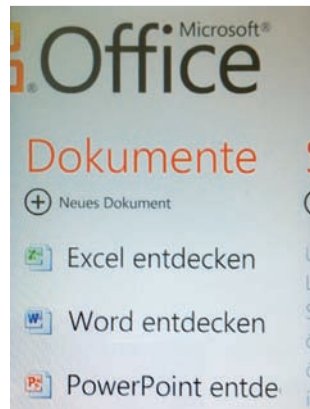 Microsoft®
Office
Dokumente
Neues Dokument
Excel entdecken
Word entdecken
PowerPoint entde